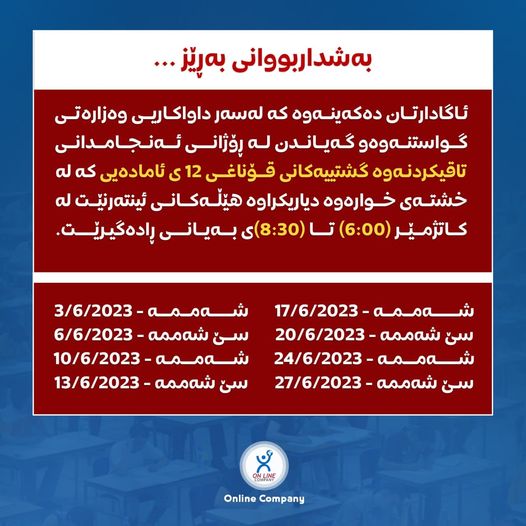 بەشداربووانی بەڕێز ...
ئاگادارتان دەکەینەوە کە لەسەر داواکاریی وەزارەتی
گواستنەوەو گەیاندن لە ڕۆژانی ئەنجامدانی
تاقیکردنەوە گشتییەکانی قۆناغی 12 ی ئامادەیی کە لە
خشتەی خوارەوە دیاریکراوە هێڵەکانی ئینتەرنێت لە
کاتژمێر (6:00) تا (8:30)ی بەیانی ڕادەگیرێت.
شەممە - 17/6/2023
سێ شەممە - 20/6/2023
شەممە - 24/6/2023
سێ شەممە - 27/6/2023
شەممە - 3/6/2023
سێ شەممە - 6/6/2023
شەممە - 10/6/2023
سێ شەممە - 13/6/2023
ON LINE
COMPANY
Online Company